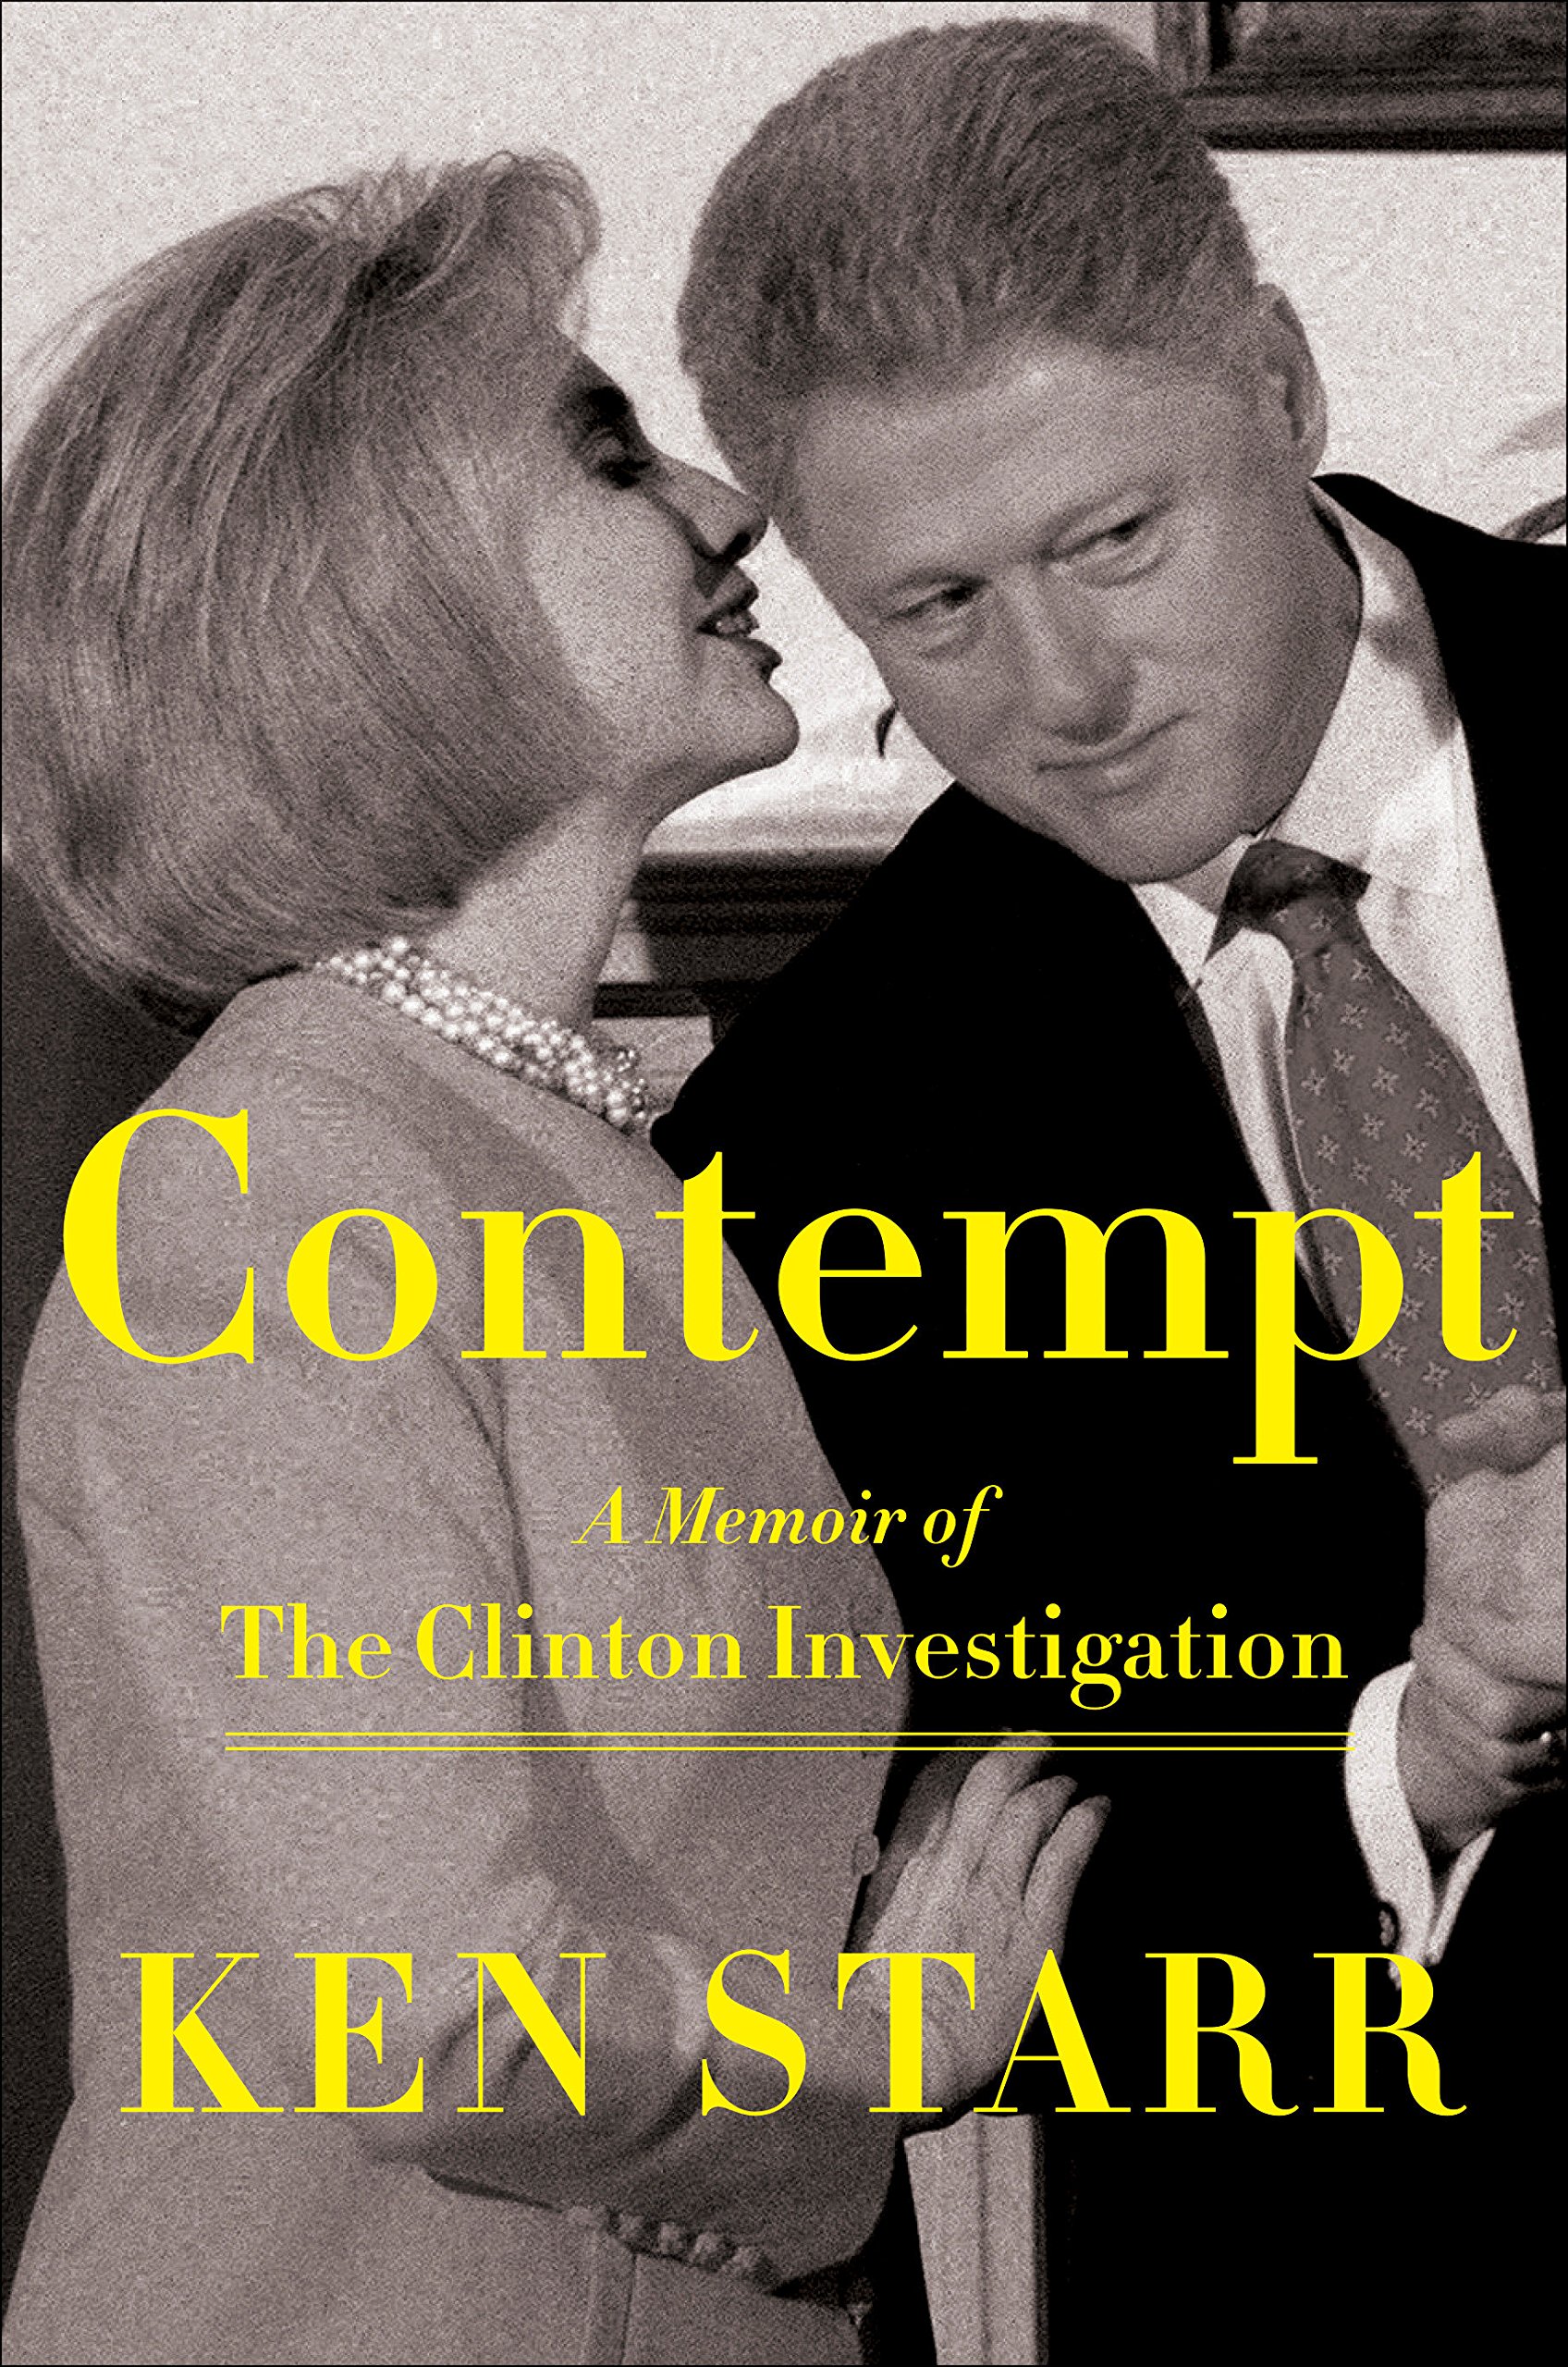 Contempt
A Memoir of
The Clinton Investigation
KEN STARR